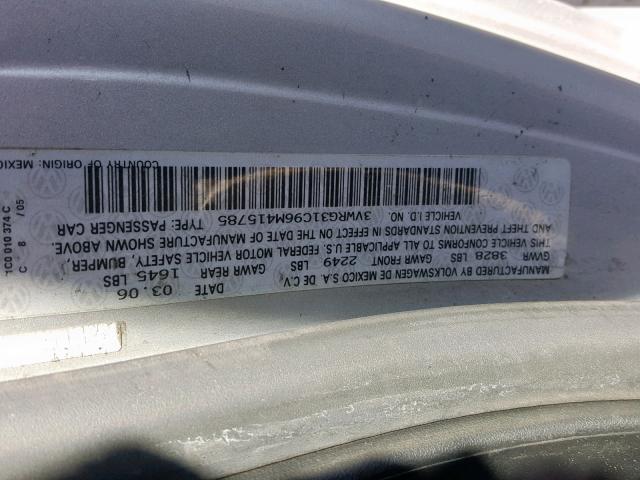 MANUFACTURED BY VOLKSWAGEN DE MEXICO S.A. DE C.V. DATE
GWR GAWR FRONT GAWR REAR 03.06
3828 LBS 2249 LBS 1645 LBS
THIS VEHICLE CONFORMS TO ALL APPLICABLE U.S. FEDERAL MOTOR VEHICLE SAFETY, BUMPER,
AND THEFT PREVENTION STANDARDS IN EFFECT ON THE DATE OF MANUFACTURE SHOWN ABOVE.
VEHICLE I.D. NO. TYPE: PASSENGER CAR
3VWRG31C96M415785
COUNTRY OF ORIGIN: MEXIC
1C0 010 374 C
C 8 / 05